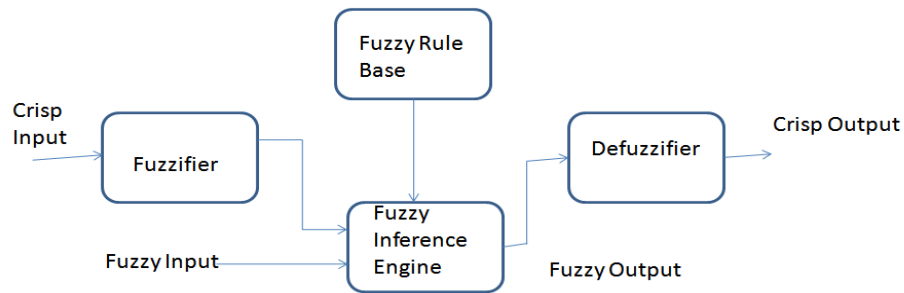 Fuzzy Rule
Base
Crisp
Input
Fuzzifier
Defuzzifier
Crisp Output
Fuzzy
Inference
Engine
Fuzzy Input
Fuzzy Output